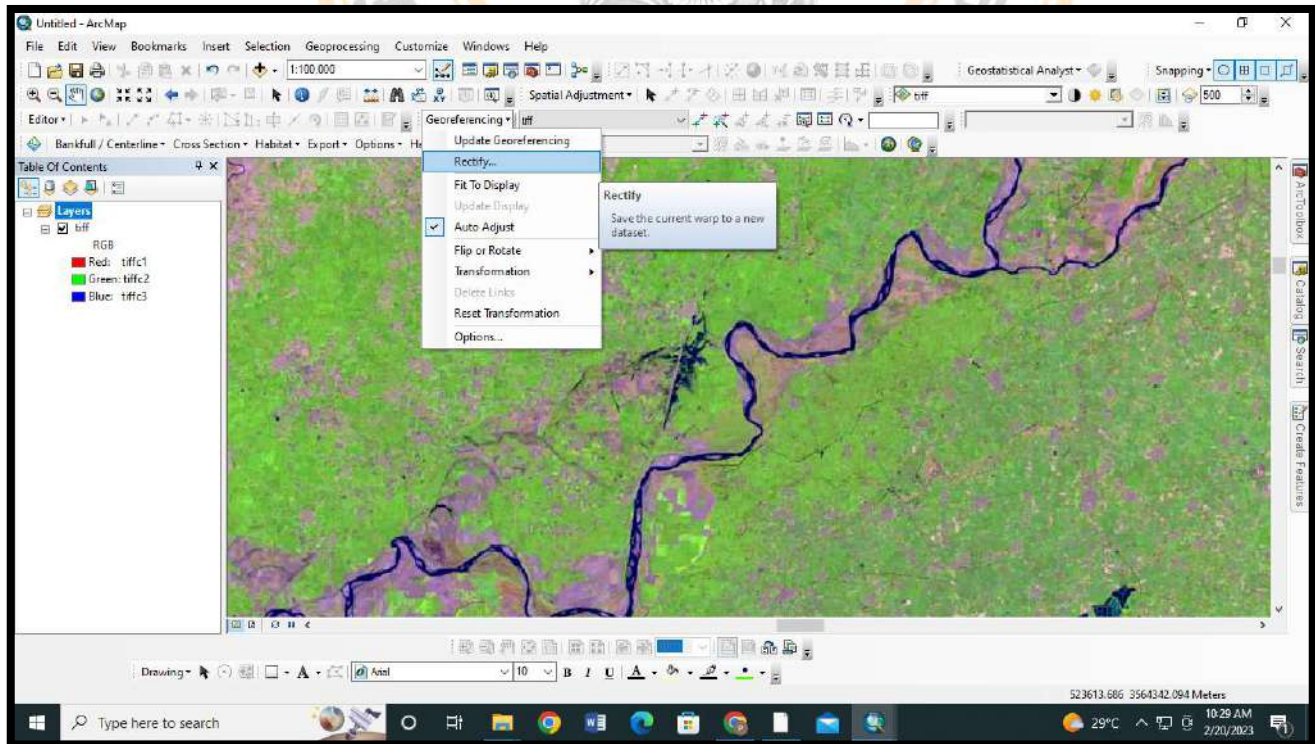 Untitled - ArcMap
File Edit View Bookmarks Insert Selection Geoprocessing Customize Windows Help
1:100,000
Geostatistical Analyst
Snapping
Spatial Adjustment
tiff
500
Editor
Georeferencing
tiff
Bankfull / Centerline
Cross Section
Habitat
Export
Options
Update Georeferencing
Rectify...
Fit To Display
Update Display
Auto Adjust
Flip or Rotate
Transformation
Delete Links
Reset Transformation
Options...
Rectify
Save the current warp to a new
dataset.
Table Of Contents
Layers
tiff
RGB
Red: tiffc1
Green: tiffc2
Blue: tiffc3
ArcToolbox
Catalog
Search
Create Features
Drawing
A
Arial
10
B I U A
523613.686 3564342.094 Meters
Type here to search
29°C
10:29 AM
2/20/2023